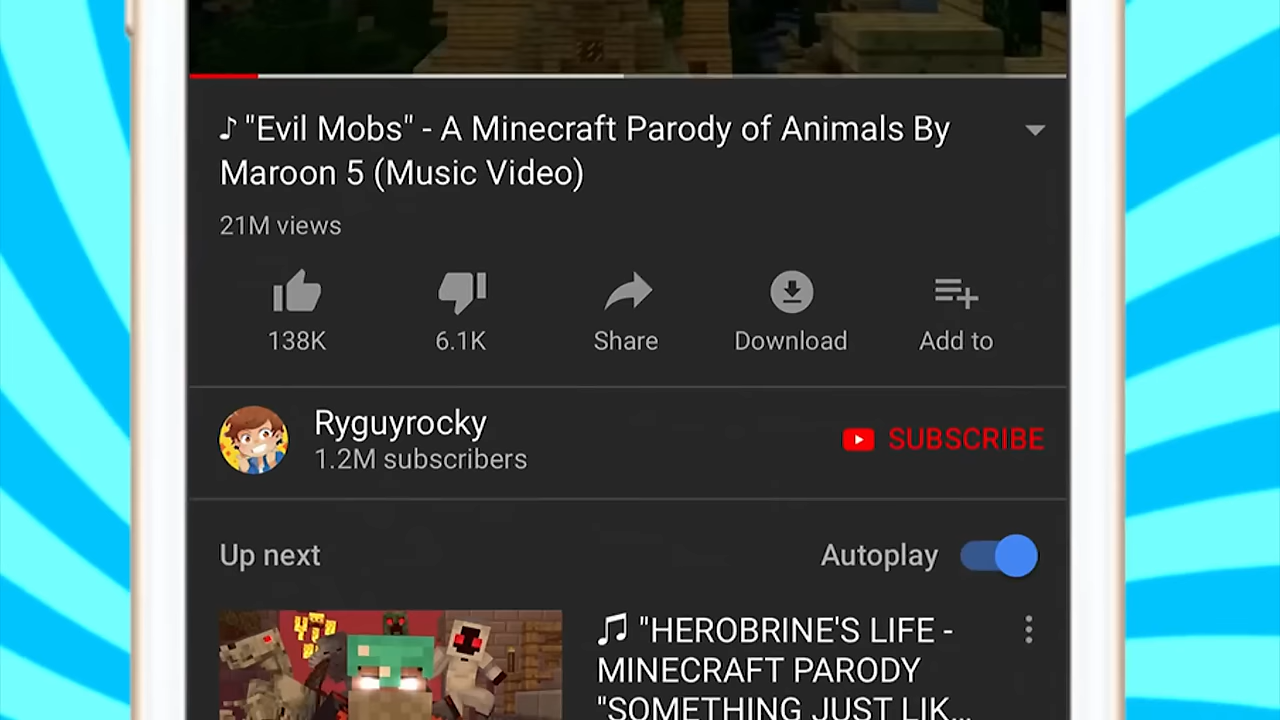 ♪ "Evil Mobs" - A Minecraft Parody of Animals By
Maroon 5 (Music Video)
21M views
138K
6.1K
Share
Download
Add to
Ryguyrocky
1.2M subscribers
SUBSCRIBE
Up next
Autoplay
🎵 "HEROBRINE'S LIFE -
MINECRAFT PARODY
"SOMETHING JUST LIK...